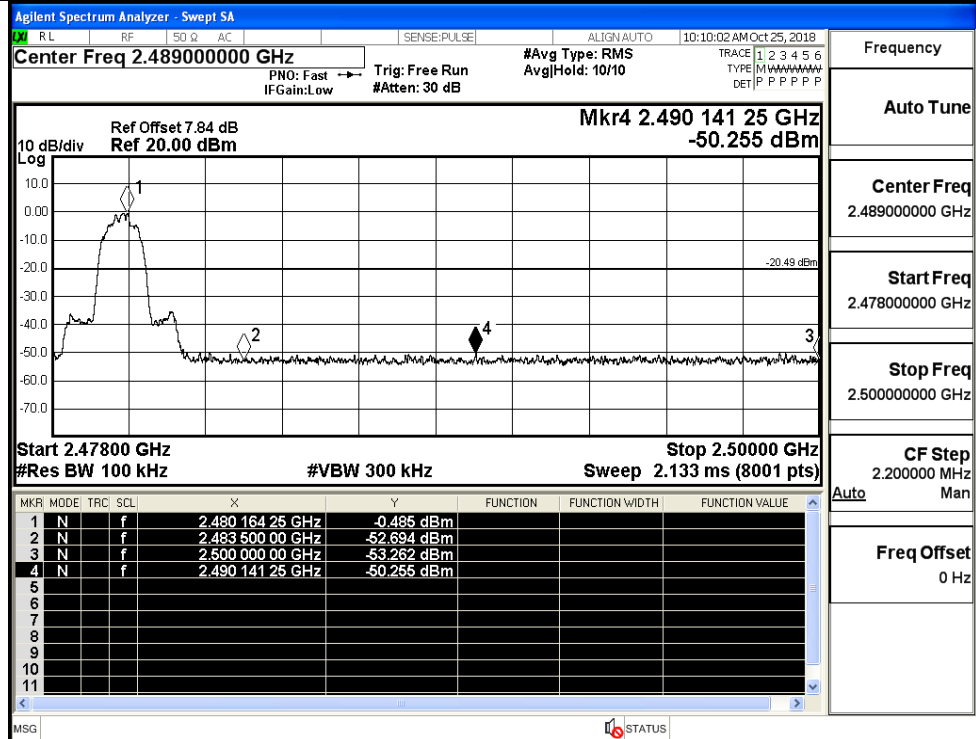 Agilent Spectrum Analyzer - Swept SA
LXI RL RF 50 Ω AC SENSE:PULSE ALIGN AUTO 10:10:02 AM Oct 25, 2018
Center Freq 2.489000000 GHz
PNO: Fast
IFGain:Low
Trig: Free Run
#Atten: 30 dB
#Avg Type: RMS
Avg|Hold: 10/10
TRACE 1 2 3 4 5 6
TYPE M WWWWW
DET P P P P P P
Mkr4 2.490 141 25 GHz
-50.255 dBm
10 dB/div
Log
Ref Offset 7.84 dB
Ref 20.00 dBm
10.0
0.00
-10.0
-20.0
-30.0
-40.0
-50.0
-60.0
-70.0
1
2
4
3
-20.49 dBm
Start 2.47800 GHz
Stop 2.50000 GHz
#Res BW 100 kHz
#VBW 300 kHz
Sweep 2.133 ms (8001 pts)
MKR MODE TRC SCL X Y FUNCTION FUNCTION WIDTH FUNCTION VALUE
1 N f 2.480 164 25 GHz -0.485 dBm
2 N f 2.483 500 00 GHz -52.694 dBm
3 N f 2.500 000 00 GHz -53.262 dBm
4 N f 2.490 141 25 GHz -50.255 dBm
5
6
7
8
9
10
11
MSG
STATUS
Frequency
Auto Tune
Center Freq
2.489000000 GHz
Start Freq
2.478000000 GHz
Stop Freq
2.500000000 GHz
CF Step
2.200000 MHz
Auto Man
Freq Offset
0 Hz